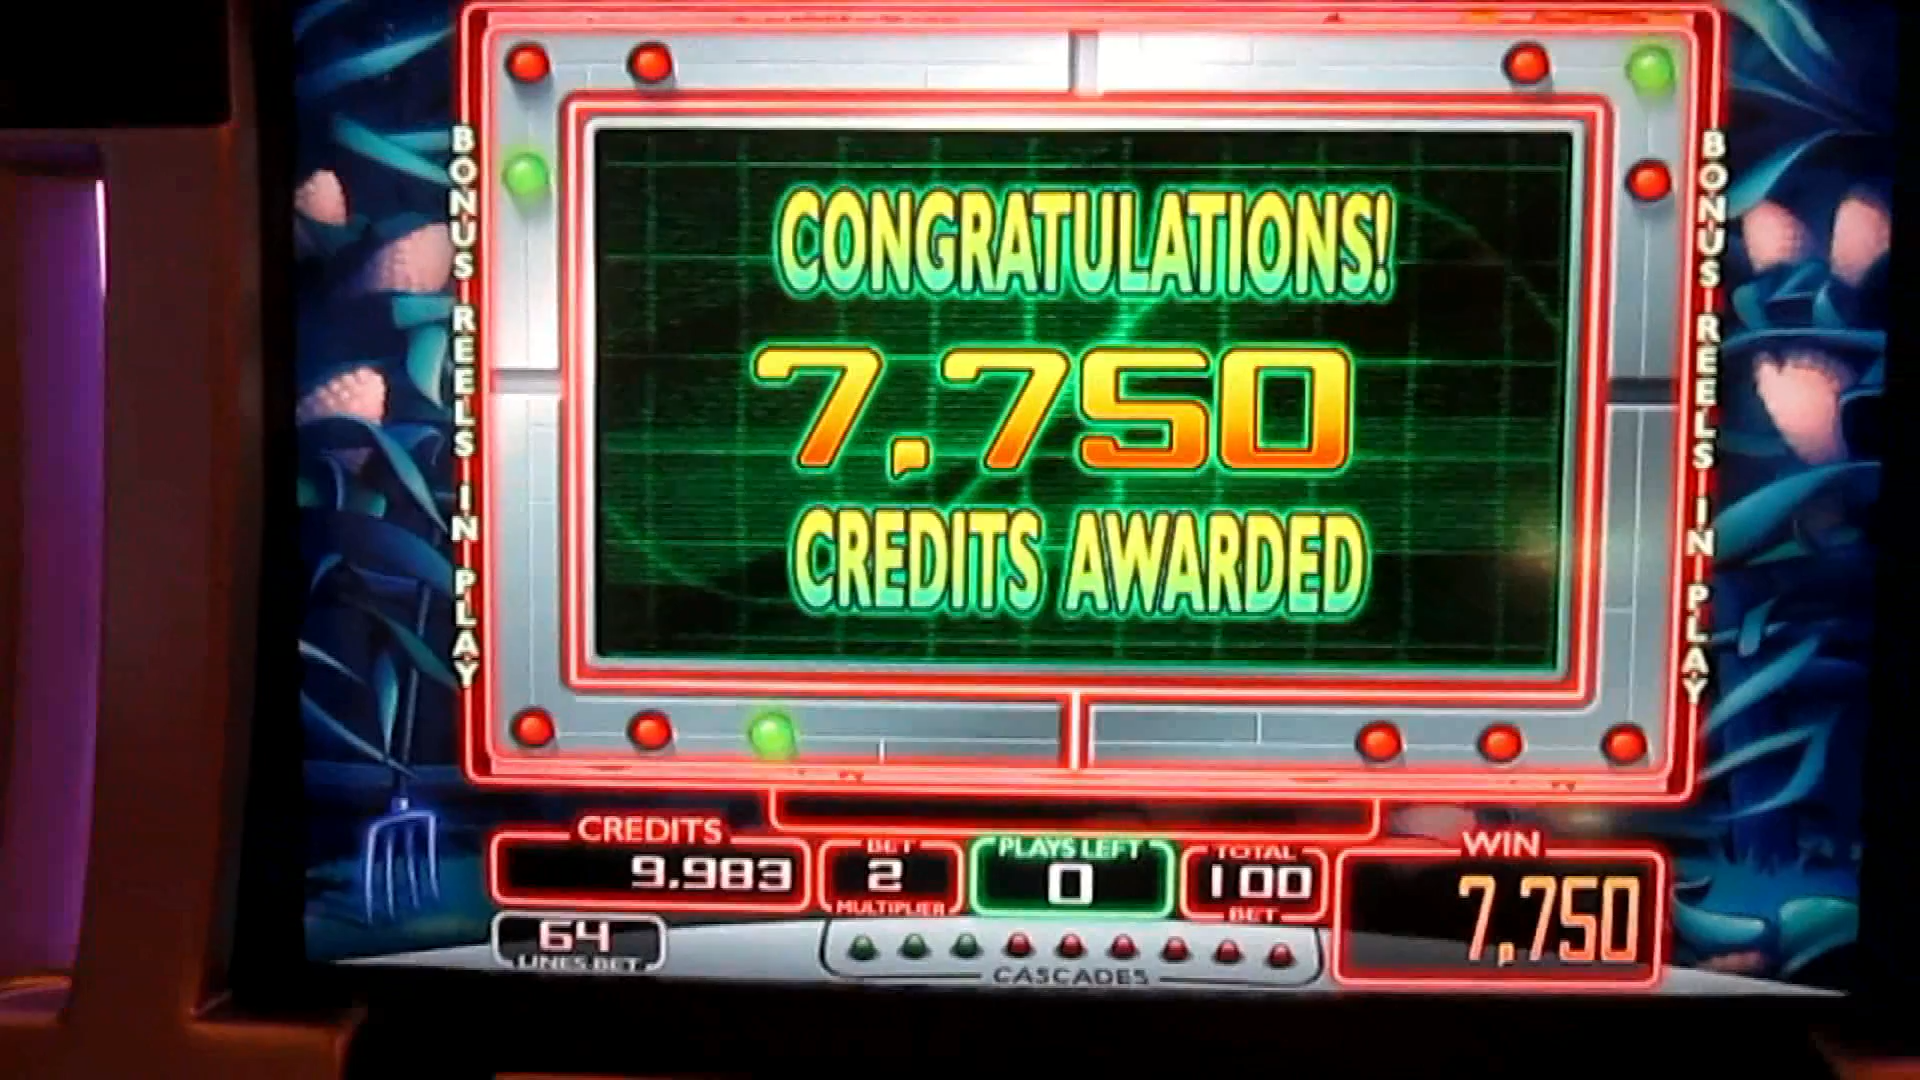 CONGRATULATIONS!
7,750
CREDITS AWARDED
BONUS REELS IN PLAY
BONUS REELS IN PLAY
CREDITS
9,983
BET
2
MULTIPLIER
PLAYS LEFT
0
TOTAL
100
BET
WIN
7,750
64
LINES BET
CASCADES